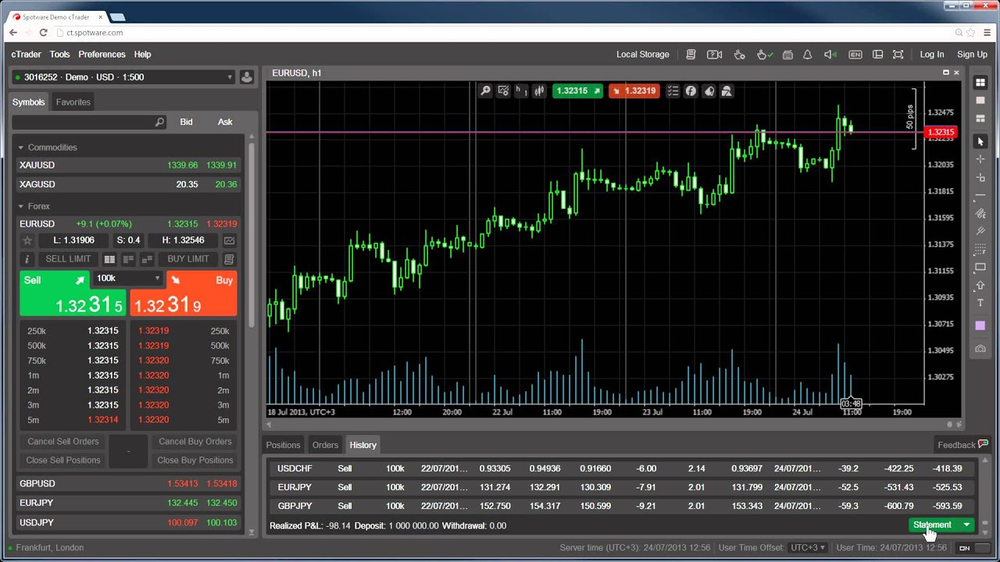 Spotware Demo cTrader
ct.spotware.com
cTrader Tools Preferences Help
Local Storage EN Log In Sign Up
3016252 · Demo · USD · 1:500
Symbols Favorites
Bid Ask
Commodities
XAUUSD 1339.66 1339.91
XAGUSD 20.35 20.36
Forex
EURUSD +9.1 (+0.07%) 1.32315 1.32319
L: 1.31906 S: 0.4 H: 1.32546
SELL LIMIT BUY LIMIT
Sell 100k Buy
1.32 31 5 1.32 31 9
250k 1.32315 1.32319 250k
500k 1.32315 1.32319 500k
750k 1.32315 1.32320 750k
1m 1.32315 1.32320 1m
2m 1.32315 1.32320 2m
3m 1.32315 1.32320 3m
5m 1.32314 1.32320 5m
Cancel Sell Orders - Cancel Buy Orders
Close Sell Positions Close Buy Positions
GBPUSD 1.53413 1.53418
EURJPY 132.445 132.450
USDJPY 100.097 100.103
EURUSD, h1
h 1 1.32315 1.32319
50 pips
1.32475
1.32315
1.32255
1.32035
1.31815
1.31595
1.31375
1.31155
1.30935
1.30715
1.30495
1.30275
03:48
18 Jul 2013, UTC+3 12:00 20:00 22 Jul 11:00 19:00 23 Jul 11:00 19:00 24 Jul 11:00 19:00
T
Positions Orders History Feedback
USDCHF Sell 100k 22/07/201... 0.93305 0.94936 0.91660 -6.00 2.14 0.93697 24/07/201... -39.2 -422.25 -418.39
EURJPY Sell 100k 22/07/201... 131.274 132.291 130.309 -7.91 2.01 131.799 24/07/201... -52.5 -531.43 -525.53
GBPJPY Sell 100k 22/07/201... 152.750 154.317 150.599 -9.21 2.01 153.343 24/07/201... -59.3 -600.79 -593.59
Realized P&L: -98.14 Deposit: 1 000 000.00 Withdrawal: 0.00 Statement
Frankfurt, London Server time (UTC+3): 24/07/2013 12:56 User Time Offset: UTC+3 User Time: 24/07/2013 12:56 ON